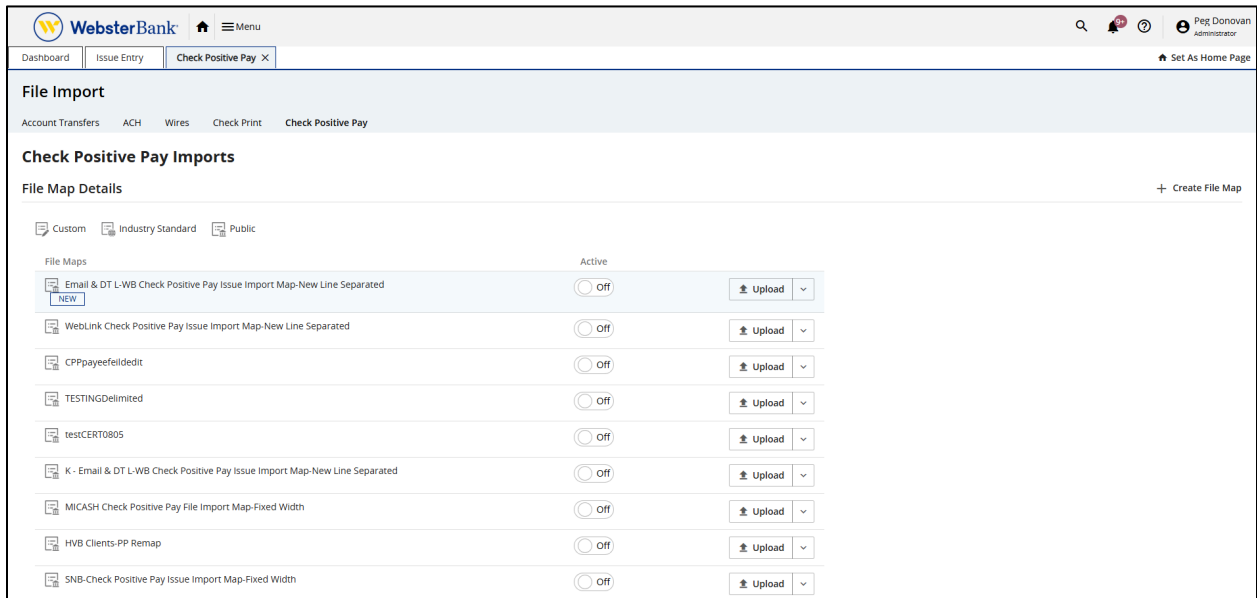 WebsterBank Menu
9+
Peg Donovan
Administrator
Dashboard Issue Entry Check Positive Pay X Set As Home Page
File Import
Account Transfers ACH Wires Check Print Check Positive Pay
Check Positive Pay Imports
File Map Details + Create File Map
Custom Industry Standard Public
File Maps Active
Email & DT L-WB Check Positive Pay Issue Import Map-New Line Separated Off Upload
NEW
WebLink Check Positive Pay Issue Import Map-New Line Separated Off Upload
CPPpayeefeildedit Off Upload
TESTINGDelimited Off Upload
testCERT0805 Off Upload
K - Email & DT L-WB Check Positive Pay Issue Import Map-New Line Separated Off Upload
MICASH Check Positive Pay File Import Map-Fixed Width Off Upload
HVB Clients-PP Remap Off Upload
SNB-Check Positive Pay Issue Import Map-Fixed Width Off Upload